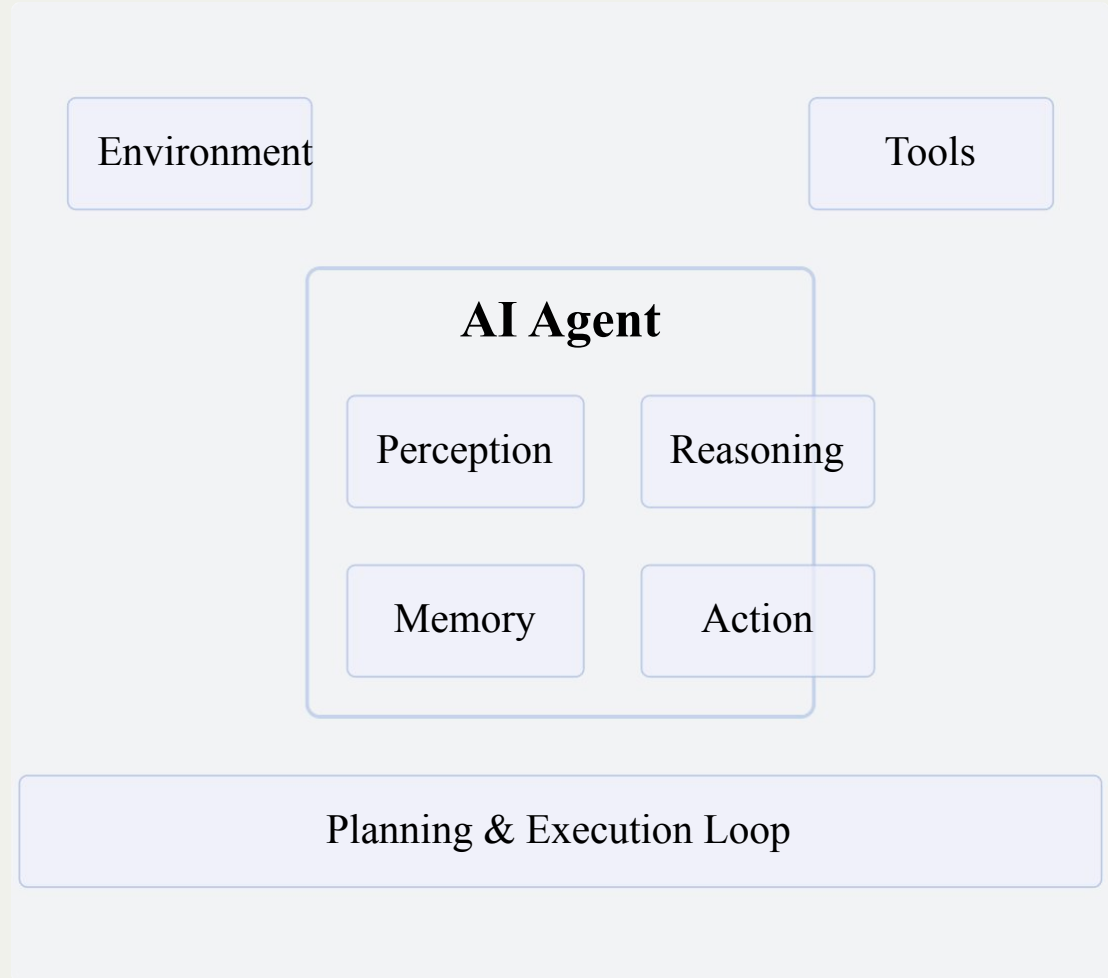 Environment
Tools
AI Agent
Perception
Reasoning
Memory
Action
Planning & Execution Loop